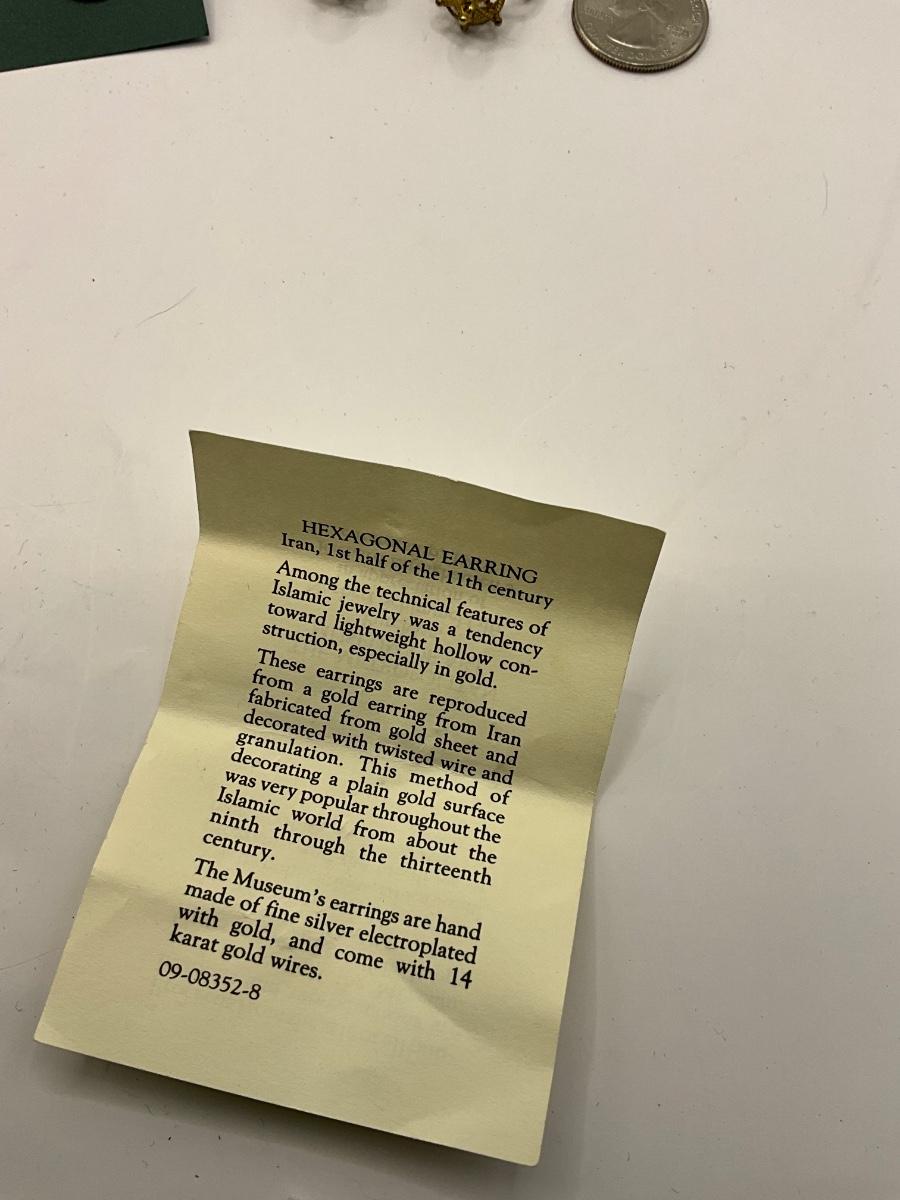 QUARTER DOLLAR
HEXAGONAL EARRING
Iran, 1st half of the 11th century
Among the technical features of
Islamic jewelry was a tendency
toward lightweight hollow con-
struction, especially in gold.
These earrings are reproduced
from a gold earring from Iran
fabricated from gold sheet and
decorated with twisted wire and
granulation. This method of
decorating a plain gold surface
was very popular throughout the
Islamic world from about the
ninth through the thirteenth
century.
The Museum's earrings are hand
made of fine silver electroplated
with gold, and come with 14
karat gold wires.
09-08352-8